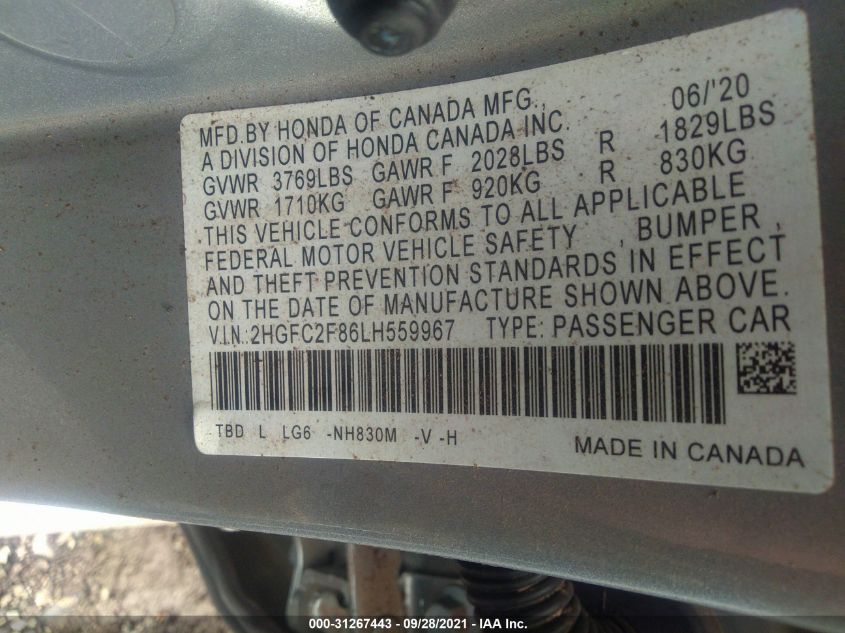 MFD.BY HONDA OF CANADA MFG., 06/'20
A DIVISION OF HONDA CANADA INC.
GVWR 3769LBS GAWR F 2028LBS R 1829LBS
GVWR 1710KG GAWR F 920KG R 830KG
THIS VEHICLE CONFORMS TO ALL APPLICABLE
FEDERAL MOTOR VEHICLE SAFETY , BUMPER ,
AND THEFT PREVENTION STANDARDS IN EFFECT
ON THE DATE OF MANUFACTURE SHOWN ABOVE.
V.I.N.:2HGFC2F86LH559967 TYPE: PASSENGER CAR
TBD L LG6 -NH830M -V -H
MADE IN CANADA
000-31267443 - 09/28/2021 - © IAA, Inc.